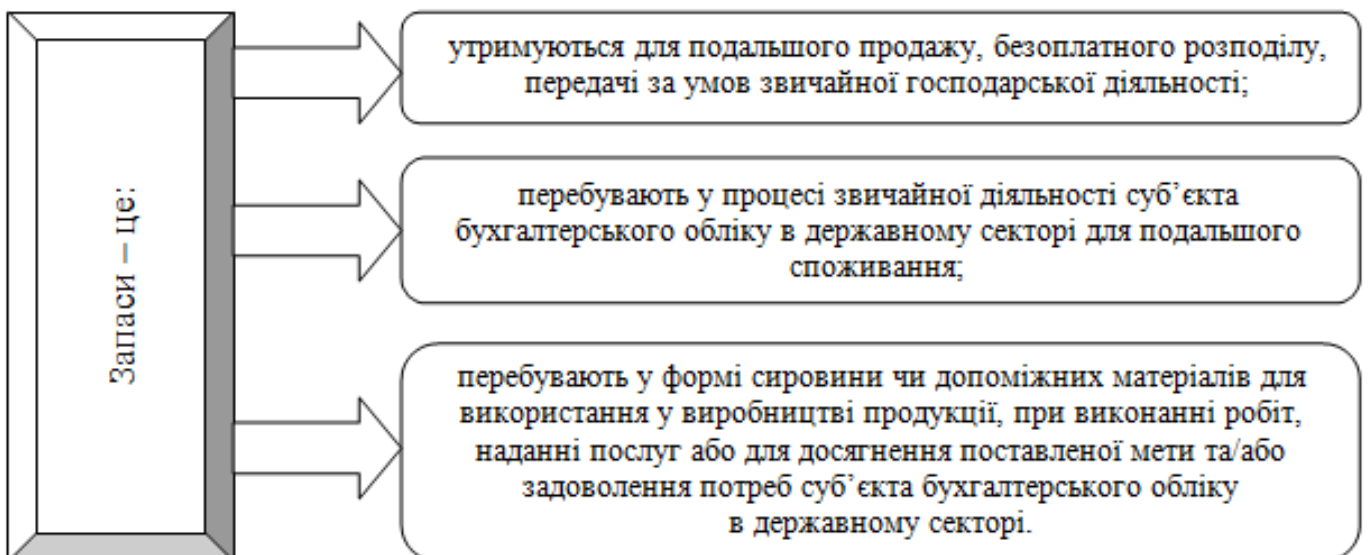 Запаси – це:
утримуються для подальшого продажу, безоплатного розподілу,
передачі за умов звичайної господарської діяльності;
перебувають у процесі звичайної діяльності суб’єкта
бухгалтерського обліку в державному секторі для подальшого
споживання;
перебувають у формі сировини чи допоміжних матеріалів для
використання у виробництві продукції, при виконанні робіт,
наданні послуг або для досягнення поставленої мети та/або
задоволення потреб суб’єкта бухгалтерського обліку
в державному секторі.